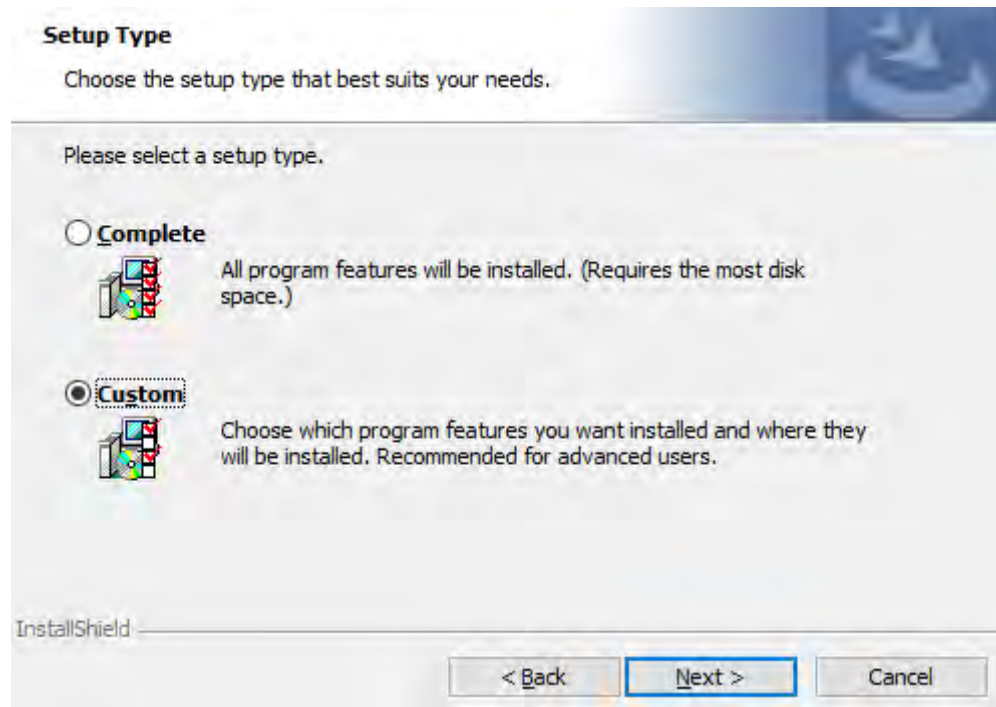 Setup Type
Choose the setup type that best suits your needs.
Please select a setup type.
Complete
All program features will be installed. (Requires the most disk
space.)
Custom
Choose which program features you want installed and where they
will be installed. Recommended for advanced users.
InstallShield
< Back Next > Cancel